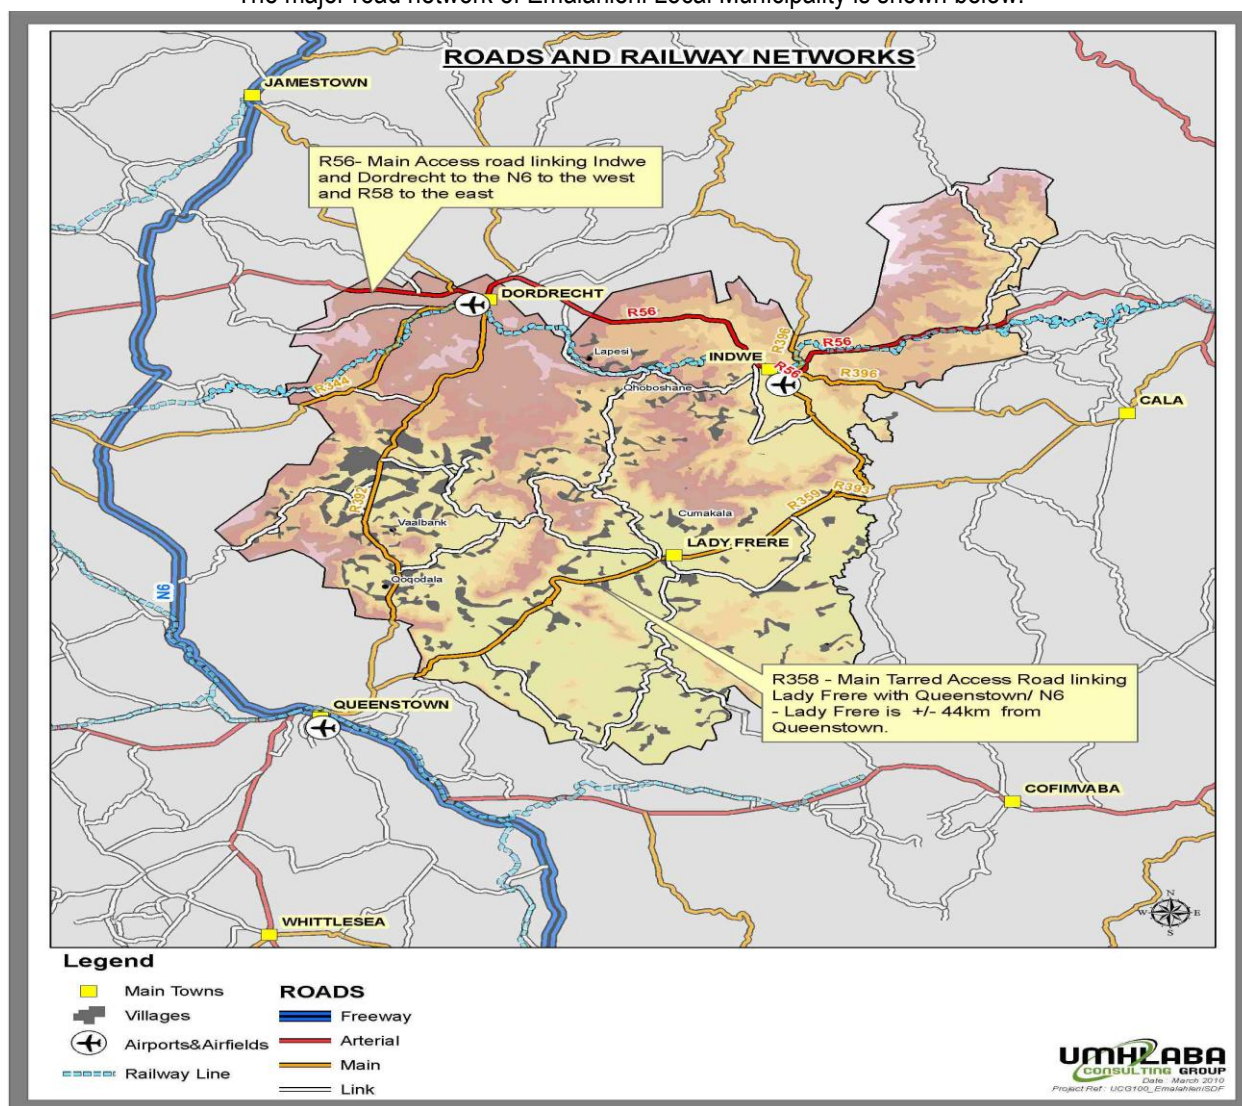 The major road network of Emalahleni Local Municipality is shown below:
ROADS AND RAILWAY NETWORKS
JAMESTOWN
R56- Main Access road linking Indwe
and Dordrecht to the N6 to the west
and R58 to the east
DORDRECHT
R56
R396
R56
Lapesi
INDWE
R56
R396
R344
Qhoboshane
CALA
R392
R359
R393
Cumakala
Vaalbank
LADY FRERE
Qoqodala
N6
R358 - Main Tarred Access Road linking
Lady Frere with Queenstown/ N6
- Lady Frere is +/- 44km from
Queenstown.
QUEENSTOWN
COFIMVABA
WHITTLESEA
N
W
E
S
Legend
Main Towns
Villages
Airports&Airfields
Railway Line
ROADS
Freeway
Arterial
Main
Link
UMHLABA
CONSULTING GROUP
Date : March 2010
Project Ref : UCG100_Emalahleni/SDF